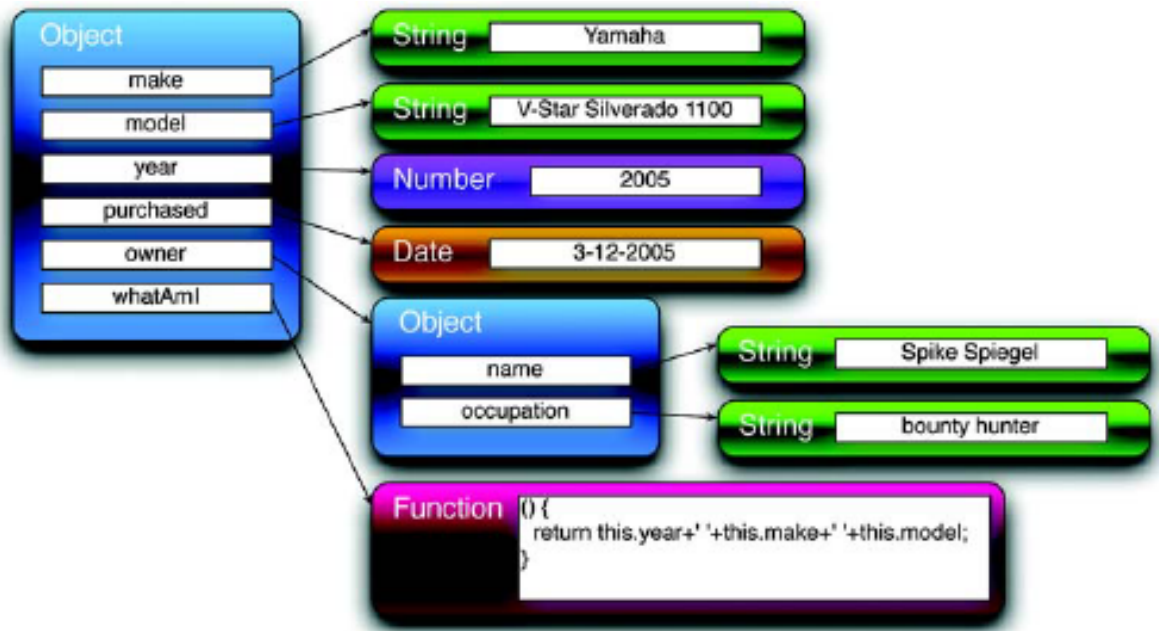 Object
make
model
year
purchased
owner
whatAmI
String Yamaha
String V-Star Silverado 1100
Number 2005
Date 3-12-2005
Object
name
occupation
String Spike Spiegel
String bounty hunter
Function
() {
return this.year+' '+this.make+' '+this.model;
}